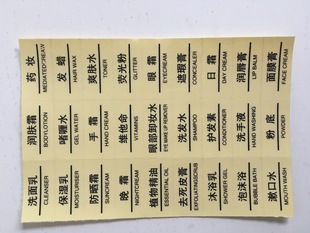 药妆
MEDICATEDCREAM
发蜡
HAIR WAX
爽肤水
TONER
荧光粉
GLITTER
眼霜
EYECREAM
遮瑕膏
CONCEALER
日霜
DAY CREAM
润唇膏
LIP BALM
面膜膏
FACE CREAM
润肤霜
BODYLOTION
啫喱水
GEL WATER
手霜
HAND CREAM
维他命
VITAMINS
眼部卸妆水
EYE MAKE UP REMOVER
洗发水
SHAMPOO
护发素
CONDITIONER
洗手液
HAND WASHING
粉底
POWDER
洗面乳
CLEANSER
保湿乳
MOISTURISER
防晒霜
SUNCREAM
晚霜
NIGHTCREAM
植物精油
ESSENTIAL OIL
去死皮膏
EXFOLIATINGSCRUB
沐浴乳
SHOWER GEL
泡沫浴
BUBBLE BATH
漱口水
MOUTH WASH